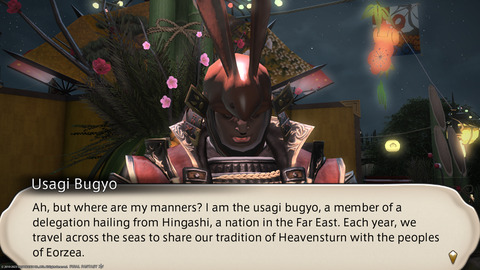 Usagi Bugyo
Ah, but where are my manners? I am the usagi bugyo, a member of a
delegation hailing from Hingashi, a nation in the Far East. Each year, we
travel across the seas to share our tradition of Heavensturn with the peoples
of Eorzea.